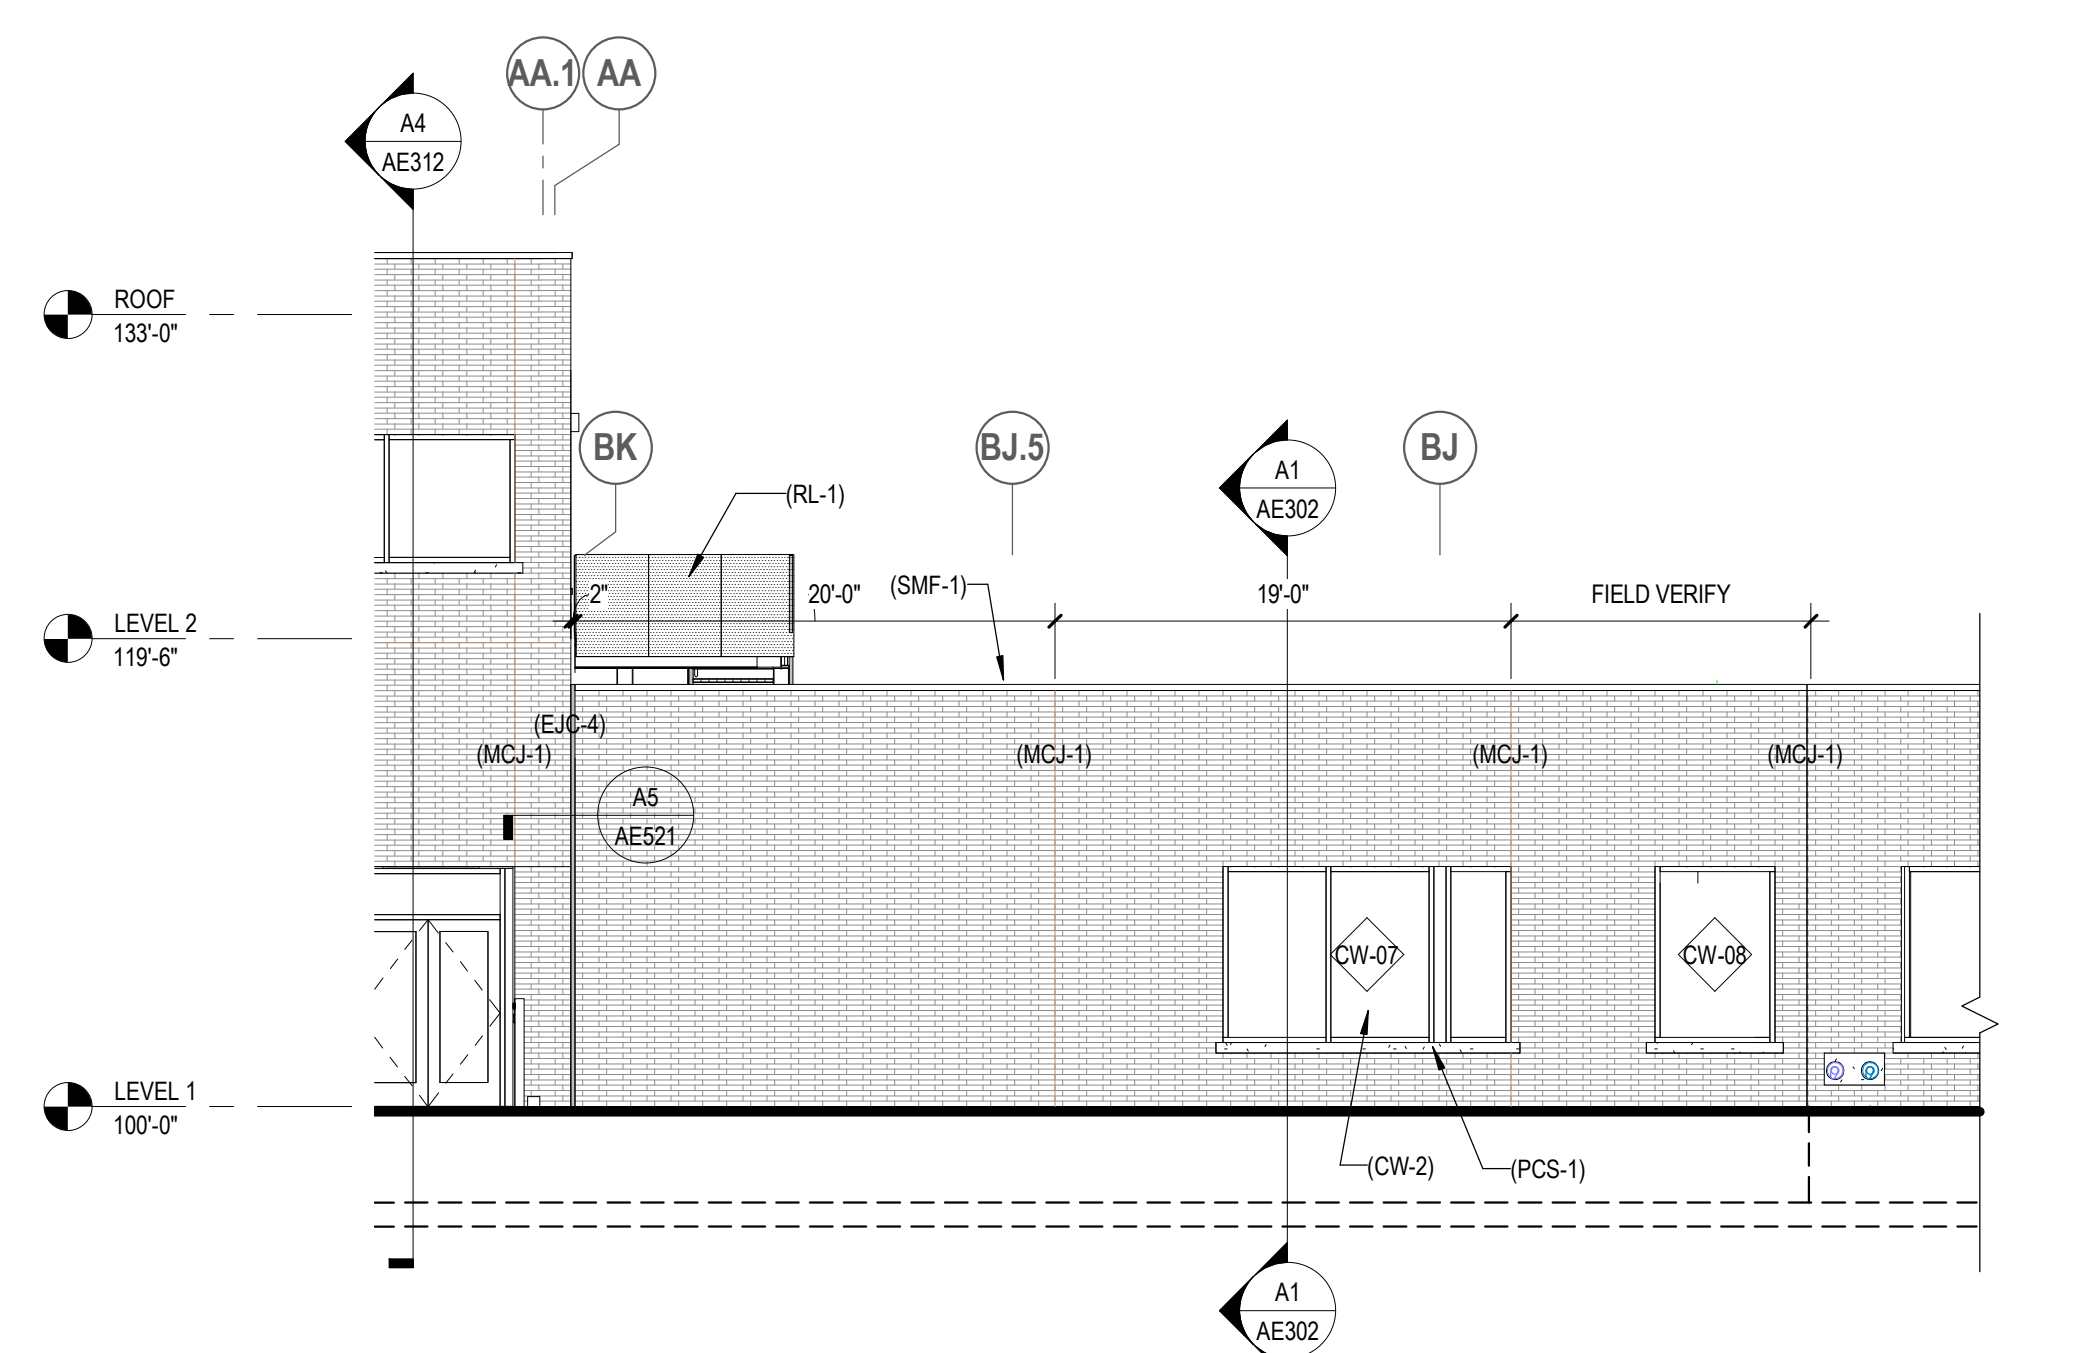 AA.1 AA
A4
AE312
ROOF
133'-0"
BK BJ.5 BJ
A1
AE302
(RL-1)
(SMF-1)
2" 20'-0" 19'-0" FIELD VERIFY
LEVEL 2
119'-6"
(EJC-4)
(MCJ-1) (MCJ-1) (MCJ-1) (MCJ-1)
A5
AE521
CW-07 CW-08
LEVEL 1
100'-0"
(CW-2) (PCS-1)
A1
AE302